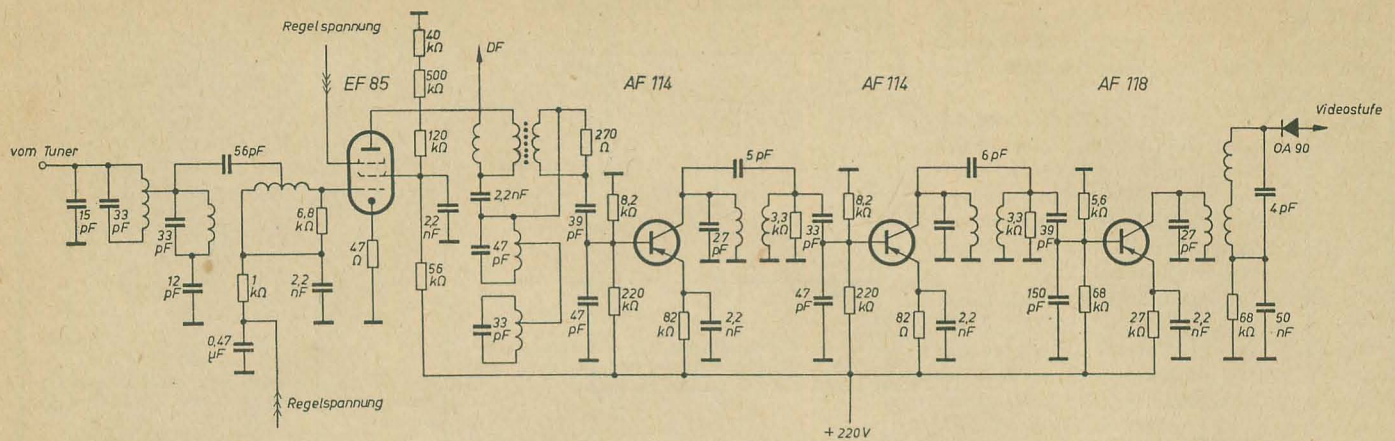 Regelspannung
40
kΩ
DF
500
kΩ
EF 85
AF 114
AF 114
AF 118
Videostufe
vom Tuner
56pF
120
kΩ
270
Ω
5 pF
6 pF
OA 90
15
pF
33
pF
33
pF
6,8
kΩ
2,2nF
2,2
nF
39
pF
8,2
kΩ
27
pF
3,3
kΩ
33
pF
8,2
kΩ
3,3
kΩ
39
pF
5,6
kΩ
27
pF
4 pF
12
pF
1
kΩ
2,2
nF
47
Ω
56
kΩ
47
pF
33
pF
47
pF
220
kΩ
82
kΩ
2,2
nF
47
pF
220
kΩ
82
Ω
2,2
nF
150
pF
68
kΩ
27
kΩ
2,2
nF
68
kΩ
50
nF
0,47
µF
Regelspannung
+ 220V